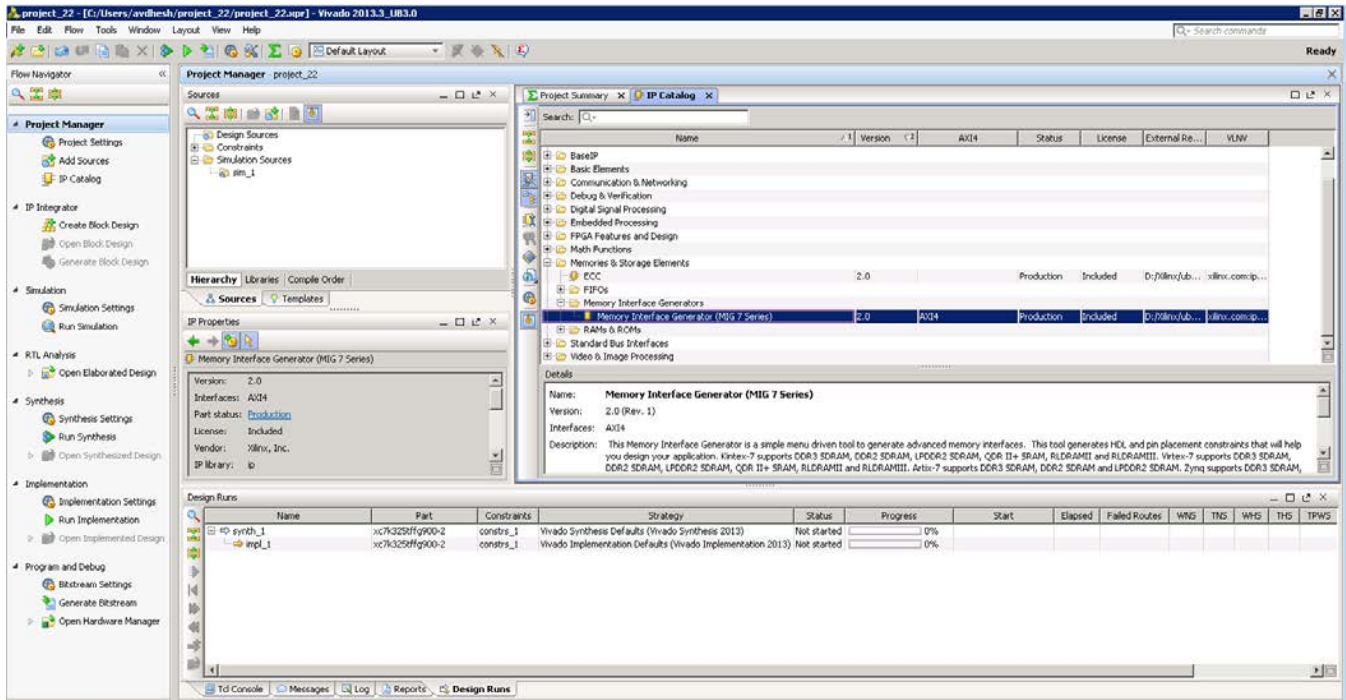 project_22 - [C:/Users/avdhesh/project_22/project_22.xpr] - Vivado 2013.3_UB3.0
File Edit Flow Tools Window Layout View Help
Search commands
Default Layout
Ready
Flow Navigator
Project Manager
Project Settings
Add Sources
IP Catalog
IP Integrator
Create Block Design
Open Block Design
Generate Block Design
Simulation
Simulation Settings
Run Simulation
RTL Analysis
Open Elaborated Design
Synthesis
Synthesis Settings
Run Synthesis
Open Synthesized Design
Implementation
Implementation Settings
Run Implementation
Open Implemented Design
Program and Debug
Bitstream Settings
Generate Bitstream
Open Hardware Manager
Project Manager - project_22
Sources
Design Sources
Constraints
Simulation Sources
sim_1
Hierarchy Libraries Compile Order
Sources Templates
IP Properties
Memory Interface Generator (MIG 7 Series)
Version: 2.0
Interfaces: AXI4
Part status: Production
License: Included
Vendor: Xilinx, Inc.
IP library: ip
Project Summary IP Catalog
Search:
Name Version AXI4 Status License External Re... VLNV
BaseIP
Basic Elements
Communication & Networking
Debug & Verification
Digital Signal Processing
Embedded Processing
FPGA Features and Design
Math Functions
Memories & Storage Elements
ECC 2.0 Production Included D:/Xilinx/ub... xilinx.com:ip...
FIFOs
Memory Interface Generators
Memory Interface Generator (MIG 7 Series) 2.0 AXI4 Production Included D:/Xilinx/ub... xilinx.com:ip...
RAMs & ROMs
Standard Bus Interfaces
Video & Image Processing
Details
Name: Memory Interface Generator (MIG 7 Series)
Version: 2.0 (Rev. 1)
Interfaces: AXI4
Description: This Memory Interface Generator is a simple menu driven tool to generate advanced memory interfaces. This tool generates HDL and pin placement constraints that will help
you design your application. Kintex-7 supports DDR3 SDRAM, DDR2 SDRAM, LPDDR2 SDRAM, QDR II+ SRAM, RLDRAMII and RLDRAMIII. Virtex-7 supports DDR3 SDRAM,
DDR2 SDRAM, LPDDR2 SDRAM, QDR II+ SRAM, RLDRAMII and RLDRAMIII. Artix-7 supports DDR3 SDRAM, DDR2 SDRAM and LPDDR2 SDRAM. Zynq supports DDR3 SDRAM,
Design Runs
Name Part Constraints Strategy Status Progress Start Elapsed Failed Routes WNS TNS WHS THS TPWS
synth_1 xc7k325tffg900-2 constrs_1 Vivado Synthesis Defaults (Vivado Synthesis 2013) Not started 0%
impl_1 xc7k325tffg900-2 constrs_1 Vivado Implementation Defaults (Vivado Implementation 2013) Not started 0%
Tcl Console Messages Log Reports Design Runs